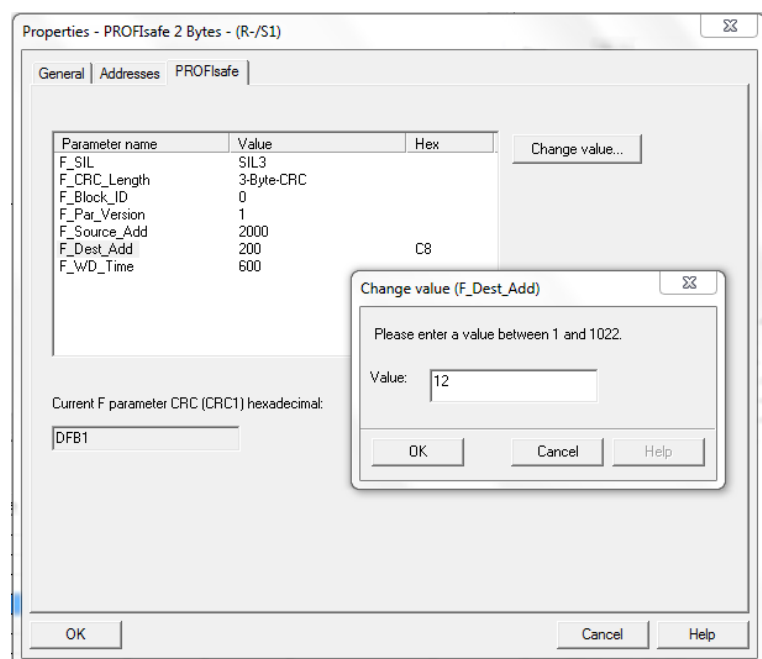 Properties - PROFIsafe 2 Bytes - (R-/S1)
General Addresses PROFIsafe
Parameter name Value Hex
F_SIL SIL3
F_CRC_Length 3-Byte-CRC
F_Block_ID 0
F_Par_Version 1
F_Source_Add 2000
F_Dest_Add 200 C8
F_WD_Time 600
Change value...
Change value (F_Dest_Add)
Please enter a value between 1 and 1022.
Value: 12
OK Cancel Help
Current F parameter CRC (CRC1) hexadecimal:
DFB1
OK Cancel Help